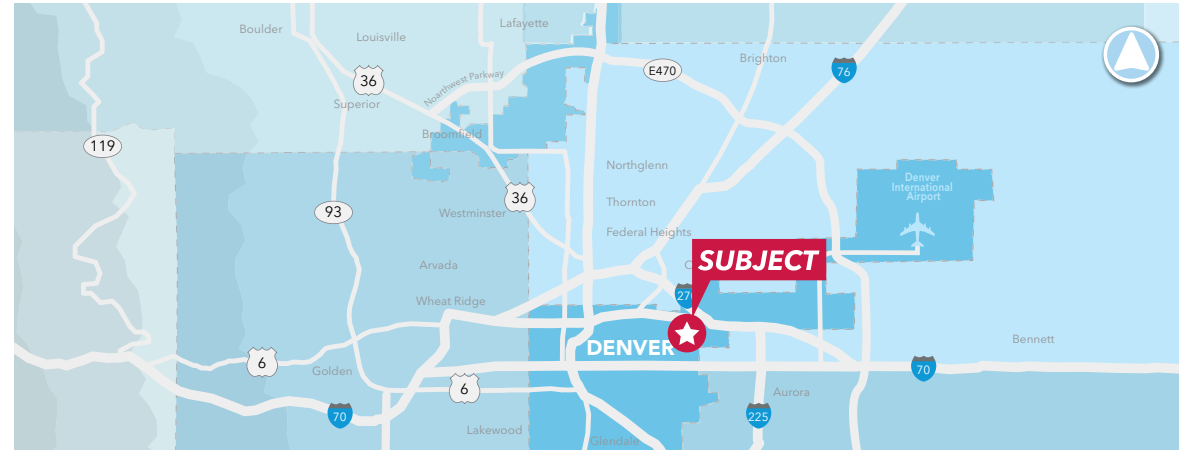 Lafayette
Boulder
Louisville
36
Noarthwest Parkway
E470
Brighton
76
Superior
Broomfield
119
Northglenn
Denver
International
Airport
36
Thornton
93
Westminster
Federal Heights
SUBJECT
C
Arvada
270
Wheat Ridge
DENVER
Bennett
6
Golden
70
6
Aurora
70
225
Lakewood
Glendale